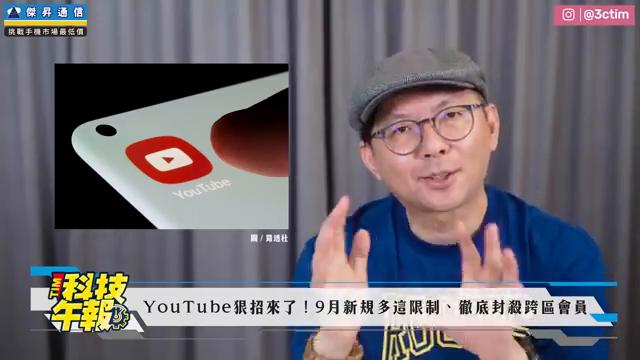 傑昇通信
挑戰手機市場最低價
@3ctim
YouTube
圖/路透社
科技午報
YouTube狠招來了!9月新規多這限制、徹底封殺跨區會員